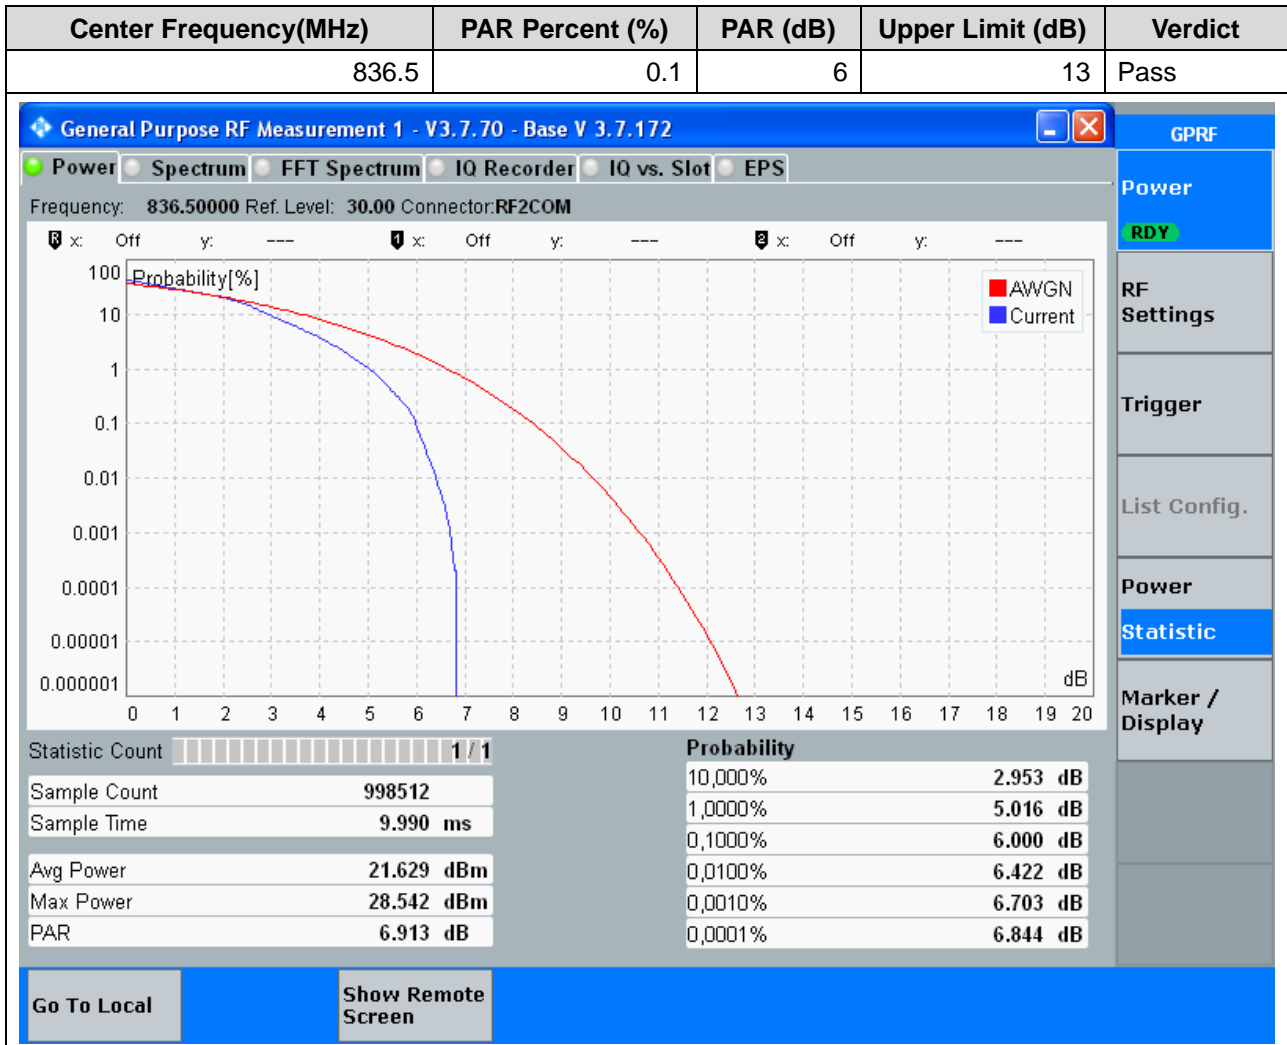 Center Frequency(MHz) PAR Percent (%) PAR (dB) Upper Limit (dB) Verdict
836.5 0.1 6 13 Pass
General Purpose RF Measurement 1 - V3.7.70 - Base V 3.7.172
GPRF
Power Spectrum FFT Spectrum IQ Recorder IQ vs. Slot EPS
Power
RDY
Frequency: 836.50000 Ref. Level: 30.00 Connector:RF2COM
R x: Off y: --- 1 x: Off y: --- 2 x: Off y: ---
Probability[%]
AWGN
Current
100
10
1
0.1
0.01
0.001
0.0001
0.00001
0.000001
dB
0 1 2 3 4 5 6 7 8 9 10 11 12 13 14 15 16 17 18 19 20
RF
Settings
Trigger
List Config.
Power
Statistic
Marker /
Display
Statistic Count 1 / 1
Sample Count 998512
Sample Time 9.990 ms
Avg Power 21.629 dBm
Max Power 28.542 dBm
PAR 6.913 dB
Probability
10,000% 2.953 dB
1,0000% 5.016 dB
0,1000% 6.000 dB
0,0100% 6.422 dB
0,0010% 6.703 dB
0,0001% 6.844 dB
Go To Local
Show Remote
Screen